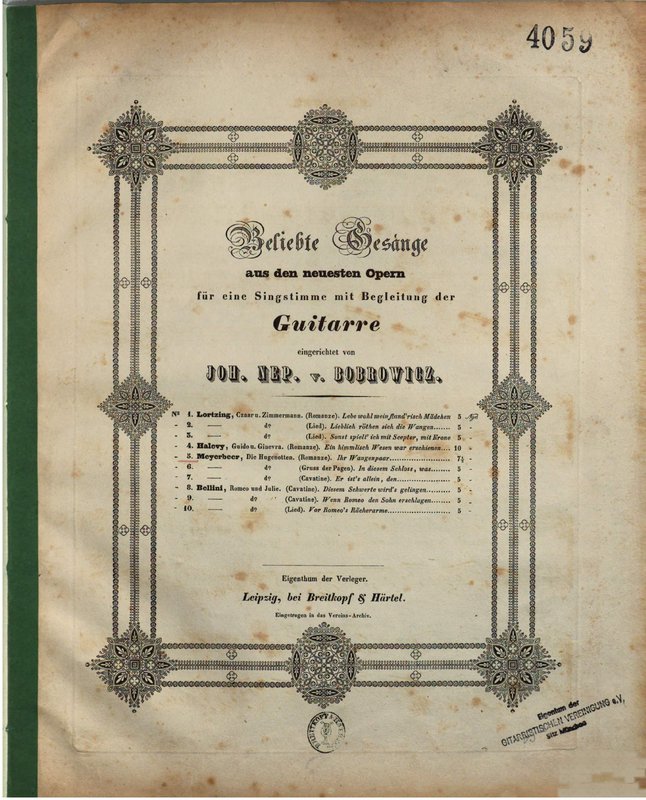 4059
Beliebte Gesänge
aus den neuesten Opern
für eine Singstimme mit Begleitung der
Guitarre
eingerichtet von
JOH. NEP. v. BOBROWICZ.
No 1. Lortzing, Czaar u. Zimmermann. (Romanze). Lebe wohl mein fland'risch Mädchen 5
- 2. —— do (Lied). Lieblich röthen sich die Wangen....... 5 -
- 3. —— do (Lied). Sonst spielt' ich mit Scepter, mit Krone 5 -
- 4. Halevy, Guido u. Ginevra. (Romanze). Ein himmlisch Wesen war erschienen.... 10 -
- 5. Meyerbeer, Die Hugenotten. (Romanze). Ihr Wangenpaar.................... 7½ -
- 6. —— do (Gruss der Pagen). In diesem Schloss, was........ 5 -
- 7. —— do (Cavatine). Er ist's allein, den.................... 5 -
- 8. Bellini, Romeo und Julie. (Cavatine). Diesem Schwerte wird's gelingen......... 5 -
- 9. —— do (Cavatine). Wenn Romeo den Sohn erschlagen........ 5 -
- 10. —— do (Lied). Vor Romeo's Rächerarme.................... 5 -
Eigenthum der Verleger.
Leipzig, bei Breitkopf & Härtel.
Eingetragen in das Vereins-Archiv.
Eigentum der
GITARRISTISCHEN VEREINIGUNG e.V.
Sitz München